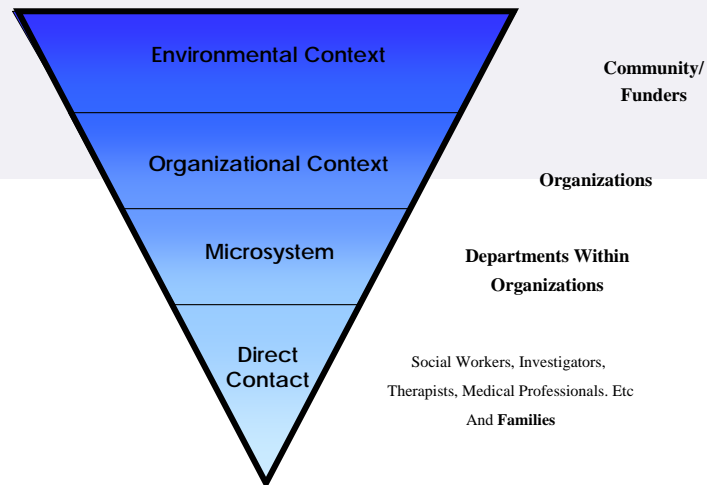 Environmental Context
Community/
Funders
Organizational Context
Organizations
Microsystem
Departments Within
Organizations
Direct
Contact
Social Workers, Investigators,
Therapists, Medical Professionals. Etc
And Families